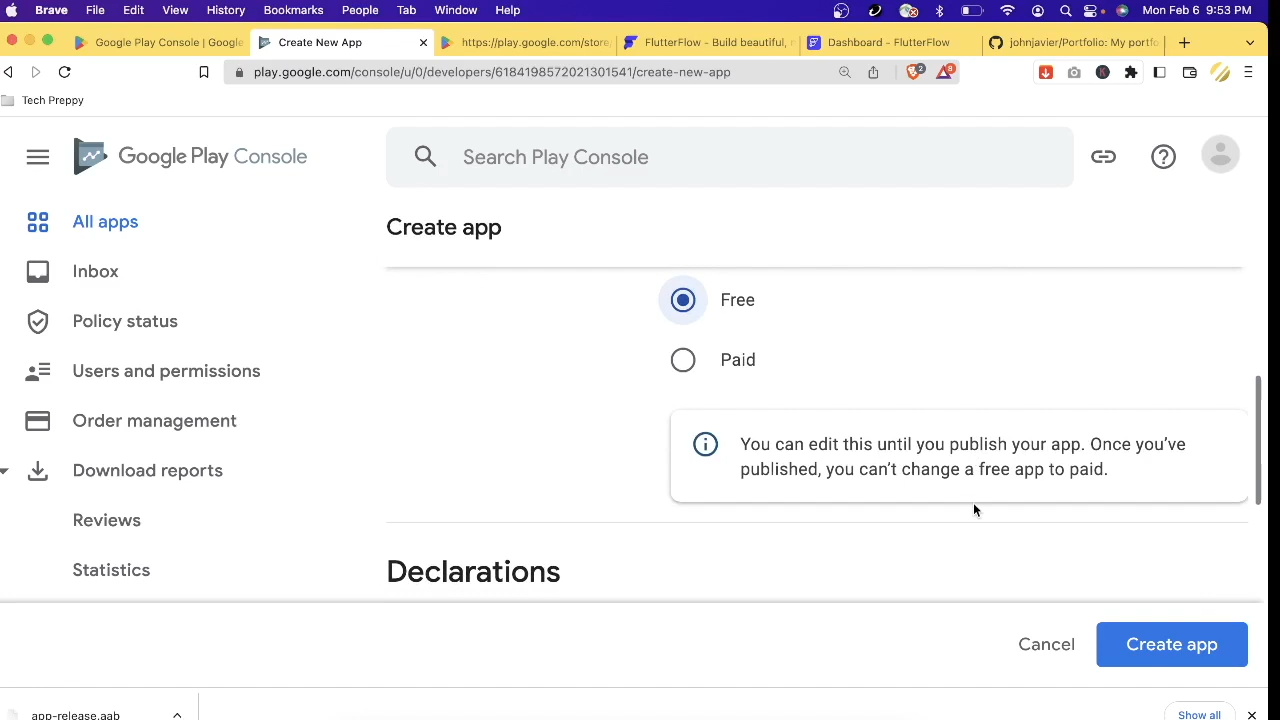 Brave File Edit View History Bookmarks People Tab Window Help Mon Feb 6 9:53 PM
Google Play Console | Google Create New App https://play.google.com/store FlutterFlow - Build beautiful, Dashboard - FlutterFlow johnjavier/Portfolio: My portfo
play.google.com/console/u/0/developers/6184198572021301541/create-new-app 2 8
Tech Preppy
Google Play Console
Search Play Console
All apps
Inbox
Policy status
Users and permissions
Order management
Download reports
Reviews
Statistics
Create app
Free
Paid
You can edit this until you publish your app. Once you've
published, you can't change a free app to paid.
Declarations
Cancel
Create app
app-release.aab
Show all